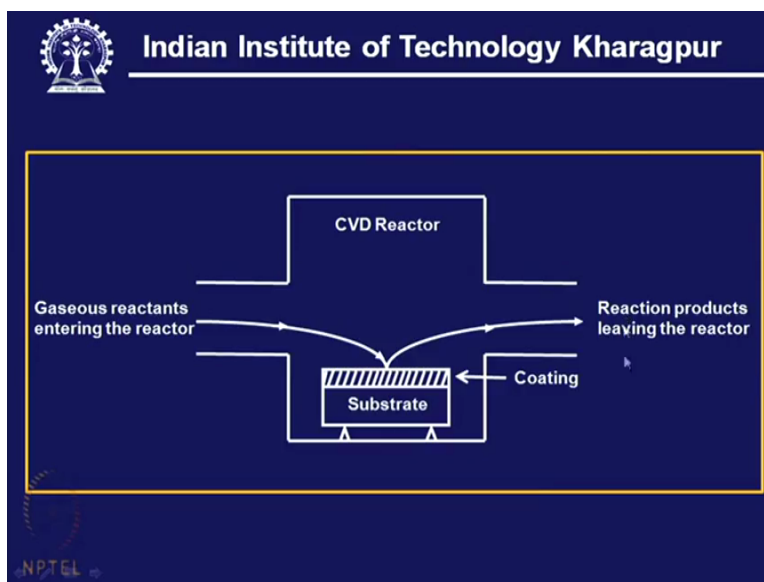 Indian Institute of Technology Kharagpur
CVD Reactor
Gaseous reactants
entering the reactor
Reaction products
leaving the reactor
Coating
Substrate
NPTEL